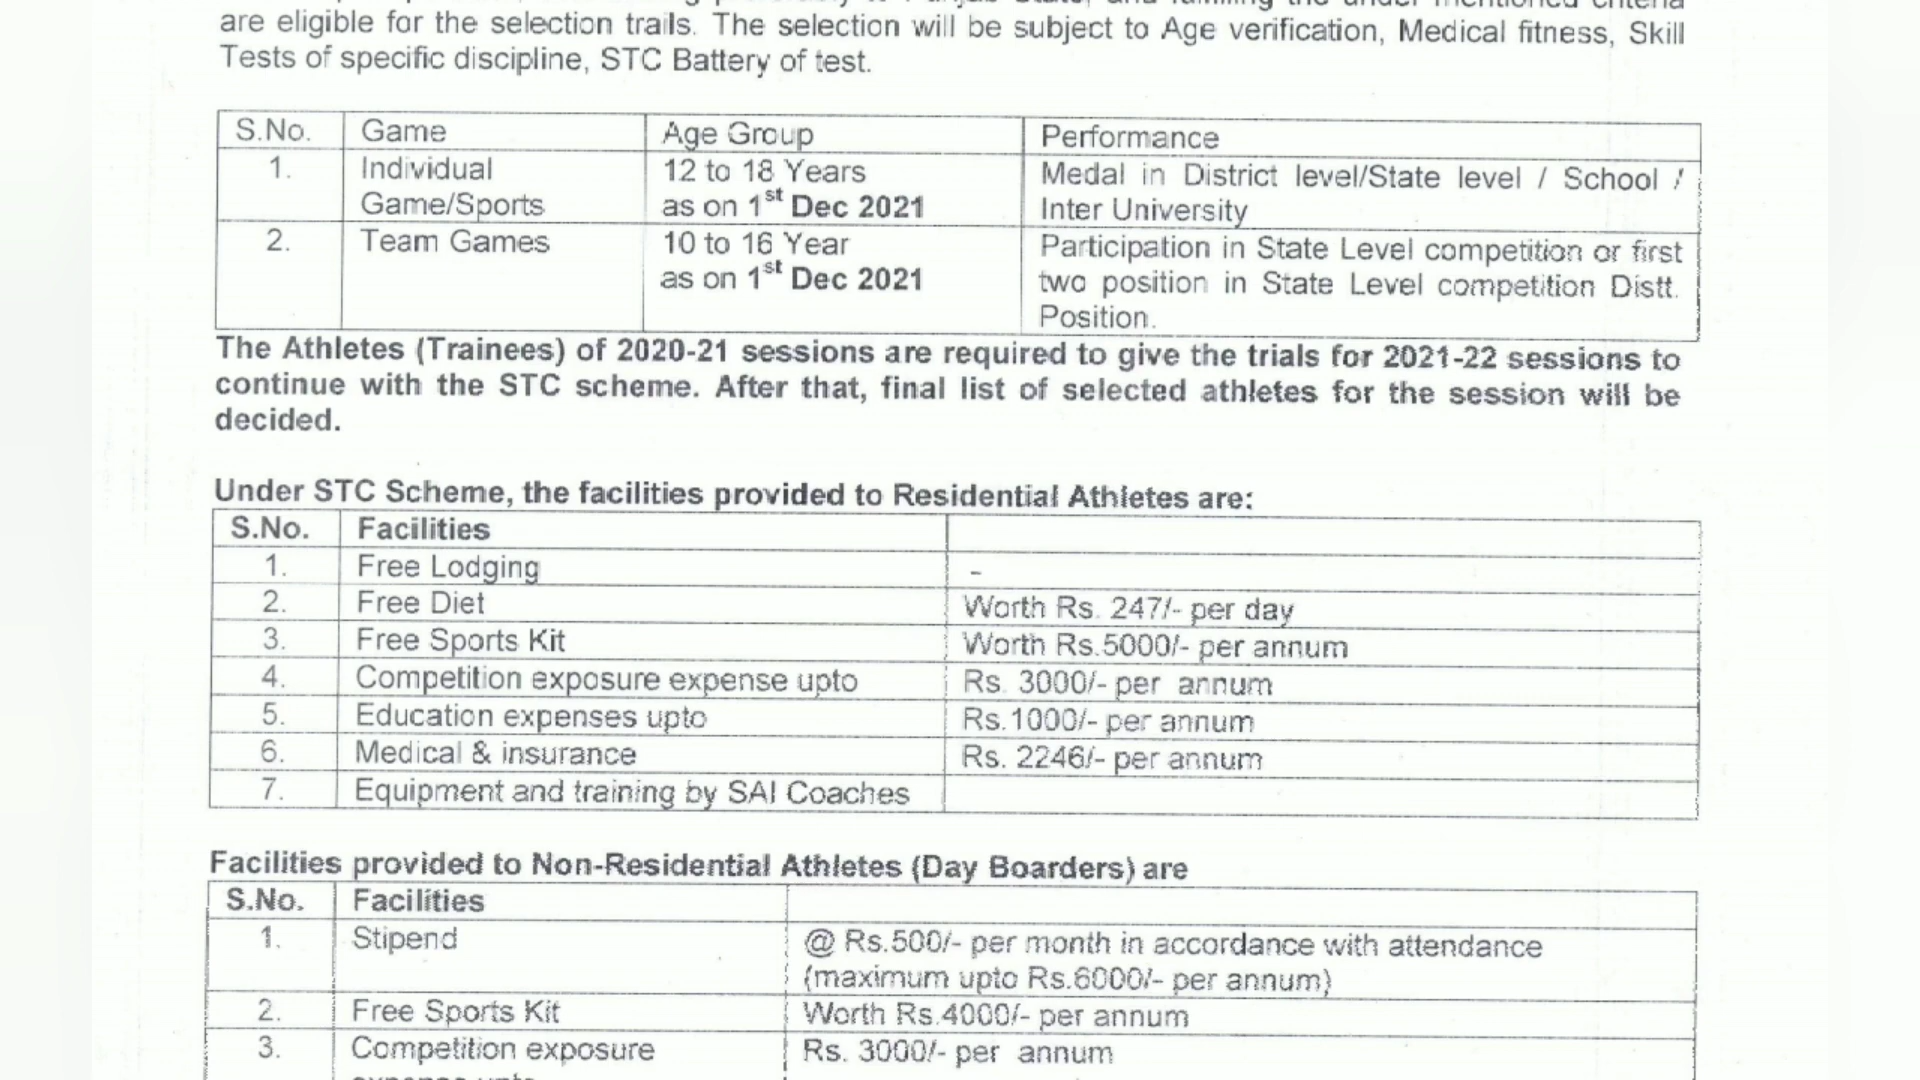 are eligible for the selection trails. The selection will be subject to Age verification, Medical fitness, Skill
Tests of specific discipline, STC Battery of test.
S.No. Game Age Group Performance
1. Individual Game/Sports 12 to 18 Years as on 1st Dec 2021 Medal in District level/State level / School / Inter University
2. Team Games 10 to 16 Year as on 1st Dec 2021 Participation in State Level competition or first two position in State Level competition Distt. Position.
The Athletes (Trainees) of 2020-21 sessions are required to give the trials for 2021-22 sessions to
continue with the STC scheme. After that, final list of selected athletes for the session will be
decided.
Under STC Scheme, the facilities provided to Residential Athletes are:
S.No. Facilities
1. Free Lodging -
2. Free Diet Worth Rs. 247/- per day
3. Free Sports Kit Worth Rs.5000/- per annum
4. Competition exposure expense upto Rs. 3000/- per annum
5. Education expenses upto Rs.1000/- per annum
6. Medical & insurance Rs. 2246/- per annum
7. Equipment and training by SAI Coaches
Facilities provided to Non-Residential Athletes (Day Boarders) are
S.No. Facilities
1. Stipend @ Rs.500/- per month in accordance with attendance
(maximum upto Rs.6000/- per annum)
2. Free Sports Kit Worth Rs.4000/- per annum
3. Competition exposure Rs. 3000/- per annum